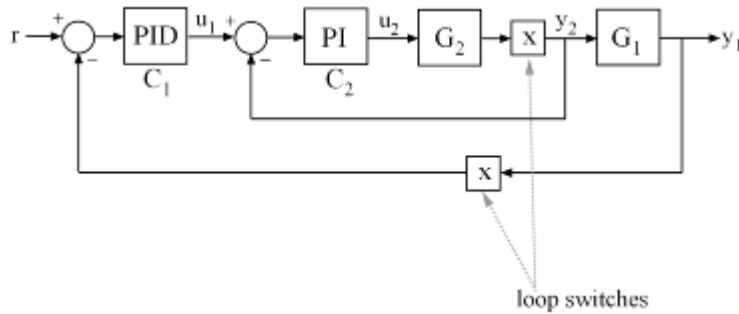 r
+
−
PID
C₁
u₁
+
−
PI
C₂
u₂
G₂
x
y₂
G₁
y₁
x
loop switches